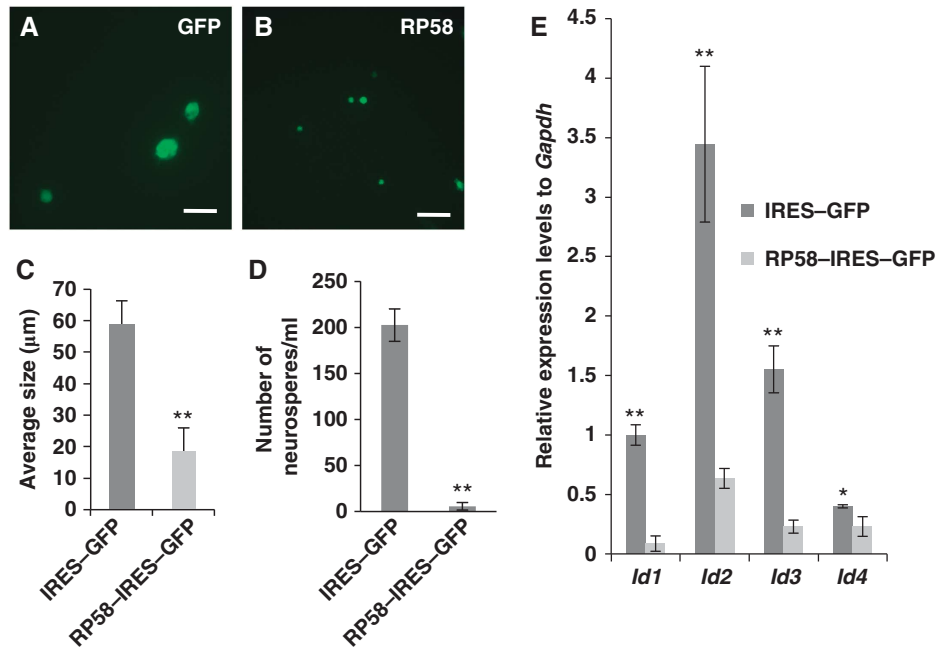 A
GFP
B
RP58
C
Average size (μm)
70
60
50
40
30
20
10
0
**
IRES–GFP
RP58–IRES–GFP
D
Number of
neurospheres/ml
250
200
150
100
50
0
**
IRES–GFP
RP58–IRES–GFP
E
Relative expression levels to Gapdh
4.5
4
3.5
3
2.5
2
1.5
1
0.5
0
**
**
**
*
Id1
Id2
Id3
Id4
IRES–GFP
RP58–IRES–GFP